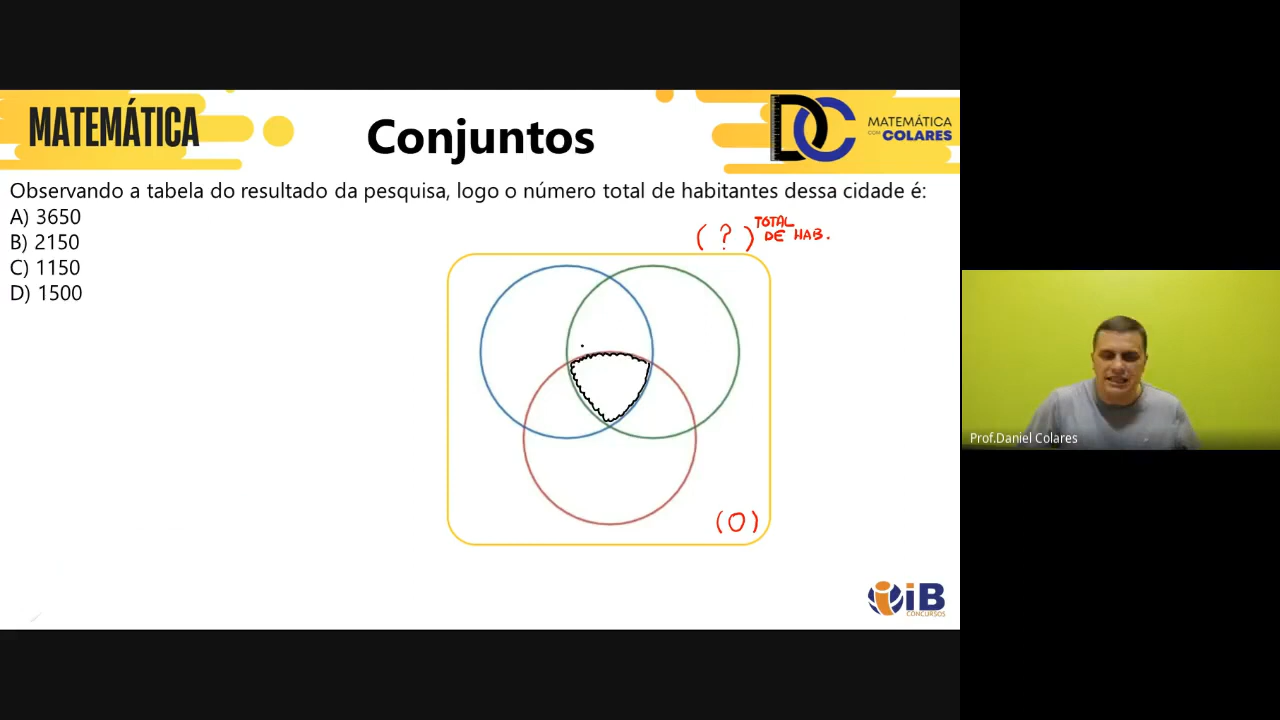 MATEMÁTICA
Conjuntos
DC
MATEMÁTICA
COM COLARES
Observando a tabela do resultado da pesquisa, logo o número total de habitantes dessa cidade é:
A) 3650
B) 2150
C) 1150
D) 1500
( ? ) TOTAL
DE HAB.
(0)
iB
CONCURSOS
Prof.Daniel Colares